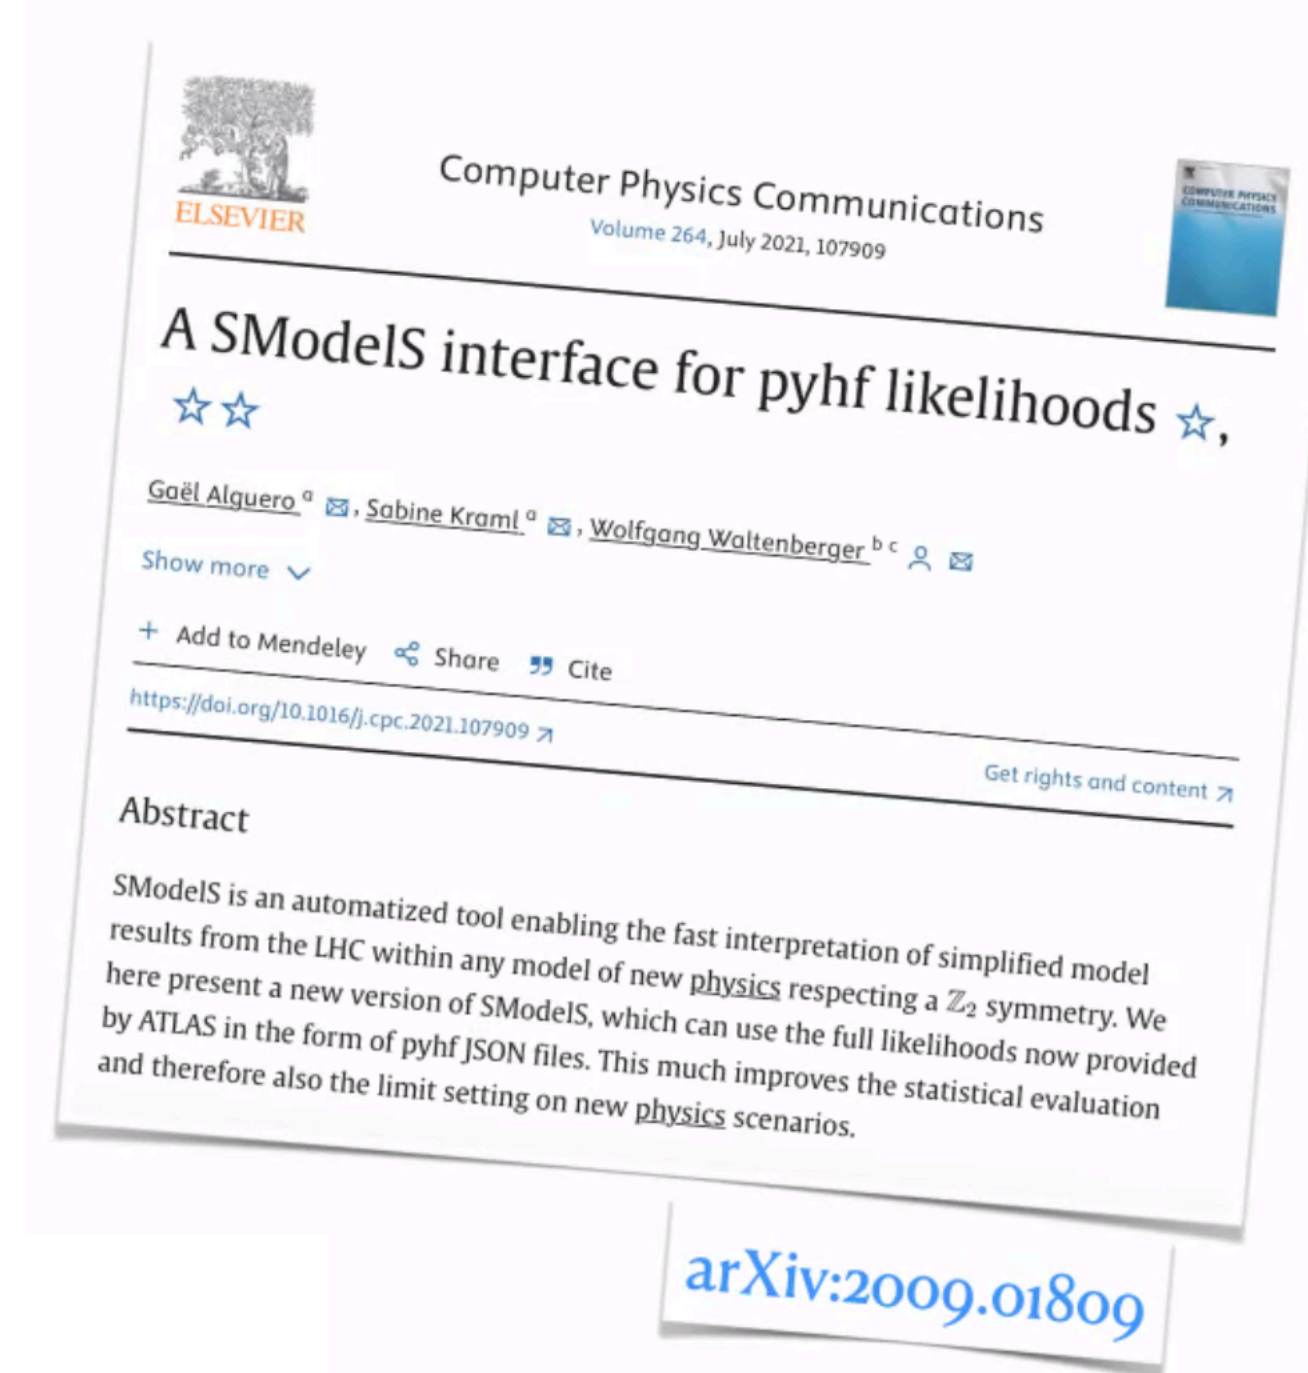 ELSEVIER
Computer Physics Communications
Volume 264, July 2021, 107909
COMPUTER PHYSICS
COMMUNICATIONS
A SModelS interface for pyhf likelihoods ☆,
☆☆
Gaël Alguero a, Sabine Kraml a, Wolfgang Waltenberger b c
Show more
+ Add to Mendeley Share Cite
https://doi.org/10.1016/j.cpc.2021.107909
Get rights and content
Abstract
SModelS is an automatized tool enabling the fast interpretation of simplified model
results from the LHC within any model of new physics respecting a ℤ₂ symmetry. We
here present a new version of SModelS, which can use the full likelihoods now provided
by ATLAS in the form of pyhf JSON files. This much improves the statistical evaluation
and therefore also the limit setting on new physics scenarios.
arXiv:2009.01809